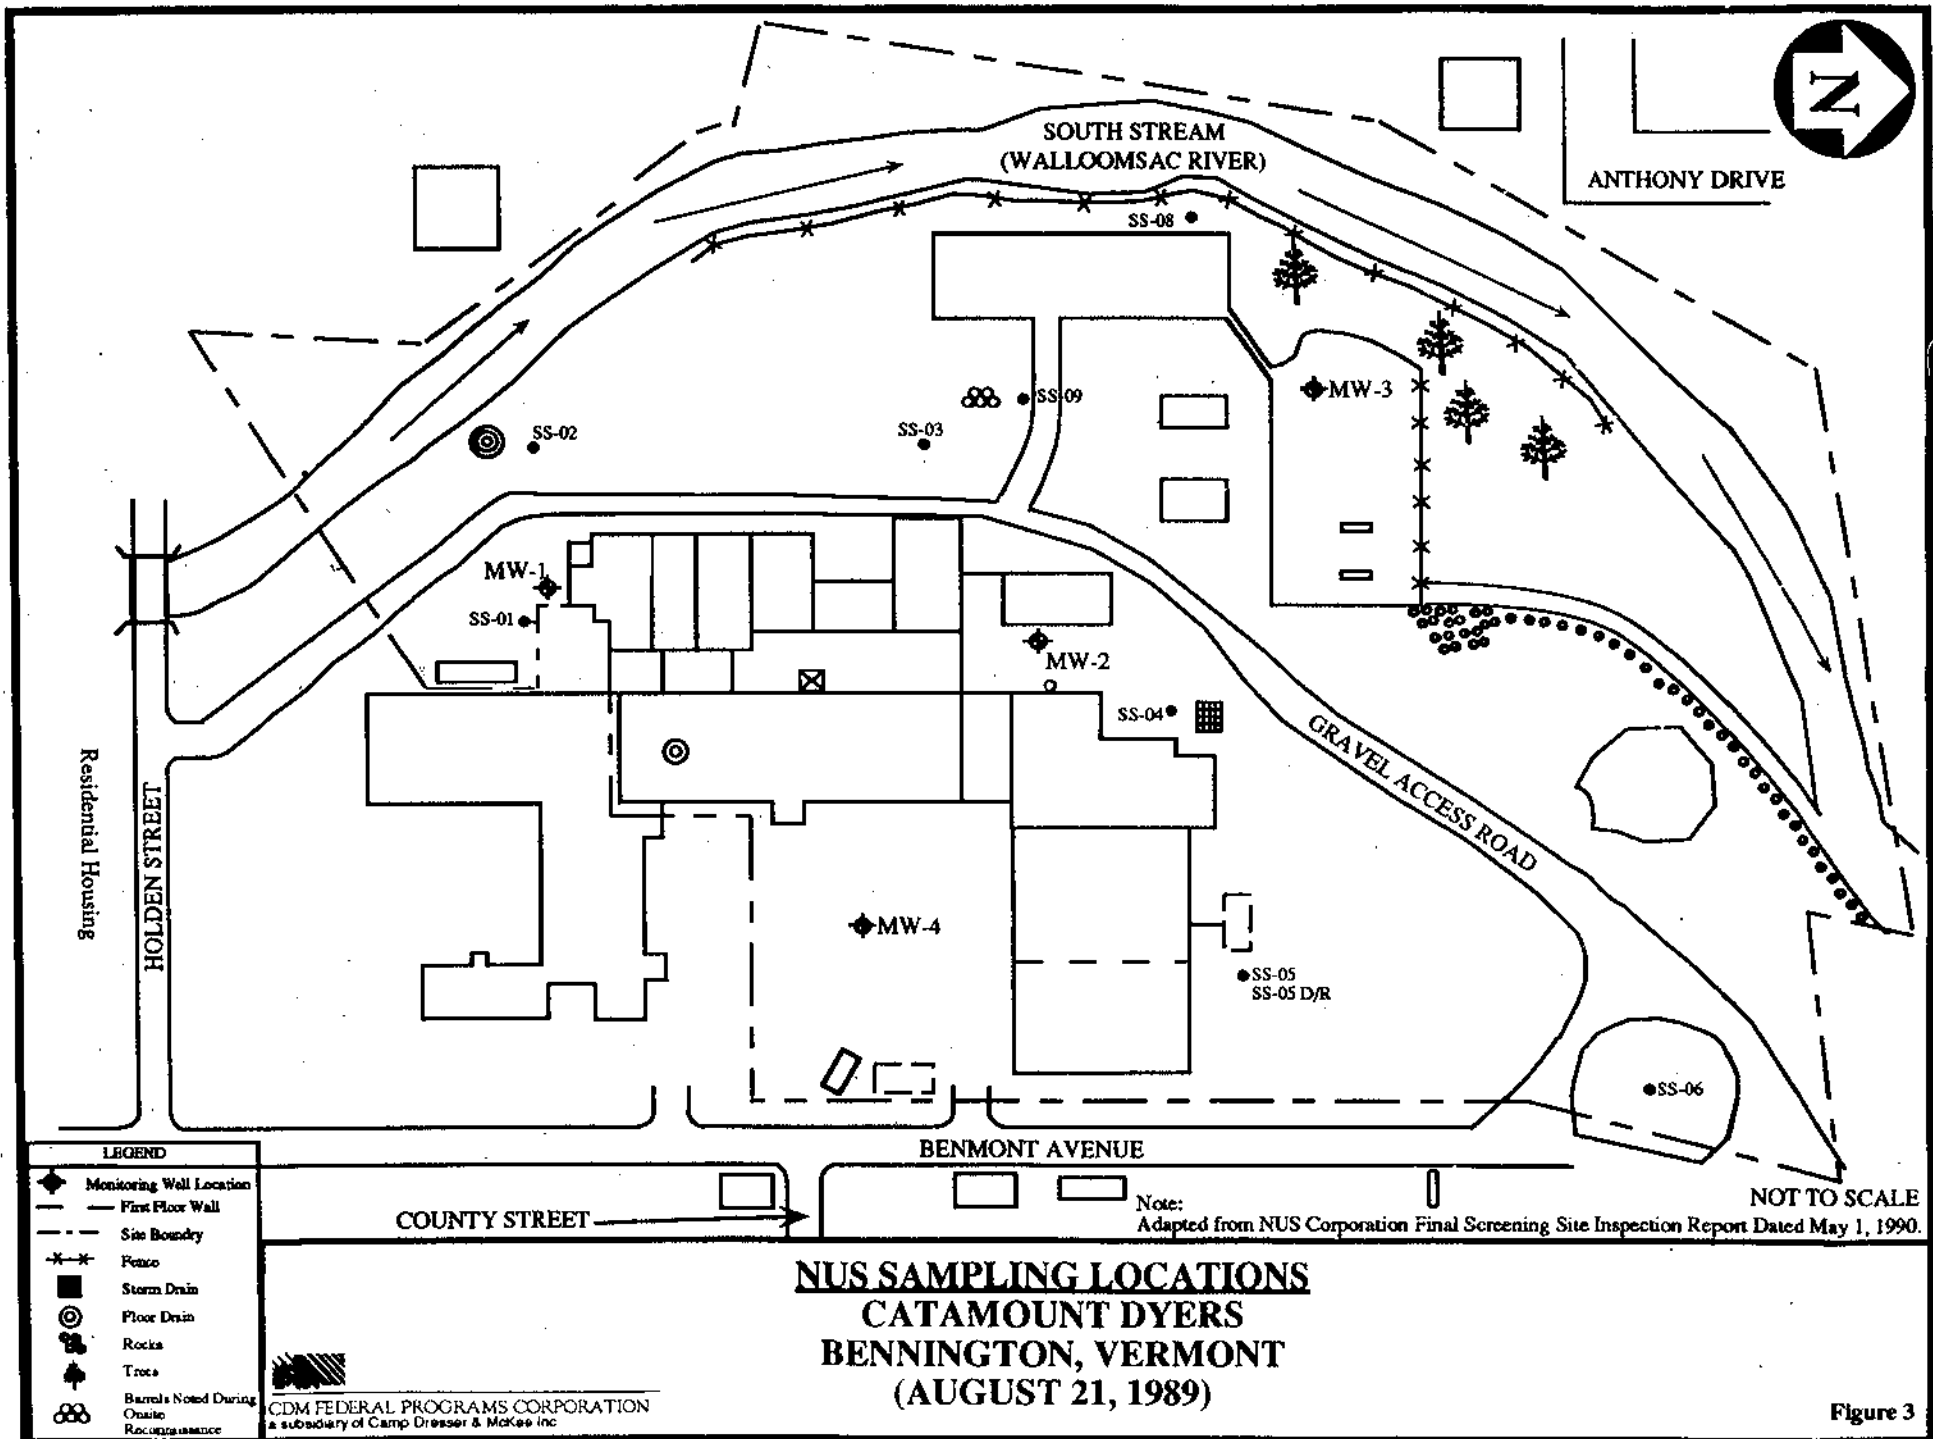 N
SOUTH STREAM
(WALLOOMSAC RIVER)
ANTHONY DRIVE
SS-08
MW-3
SS-09
SS-03
SS-02
MW-1
SS-01
MW-2
SS-04
GRAVEL ACCESS ROAD
Residential Housing
HOLDEN STREET
MW-4
SS-05
SS-05 D/R
SS-06
BENMONT AVENUE
COUNTY STREET
NOT TO SCALE
Note:
Adapted from NUS Corporation Final Screening Site Inspection Report Dated May 1, 1990.
LEGEND
Monitoring Well Location
First Floor Wall
Site Boundry
Fence
Storm Drain
Floor Drain
Rocks
Trees
Barrels Noted During
Onsite
Reconnaissance
CDM FEDERAL PROGRAMS CORPORATION
a subsidiary of Camp Dresser & McKee Inc
NUS SAMPLING LOCATIONS
CATAMOUNT DYERS
BENNINGTON, VERMONT
(AUGUST 21, 1989)
Figure 3